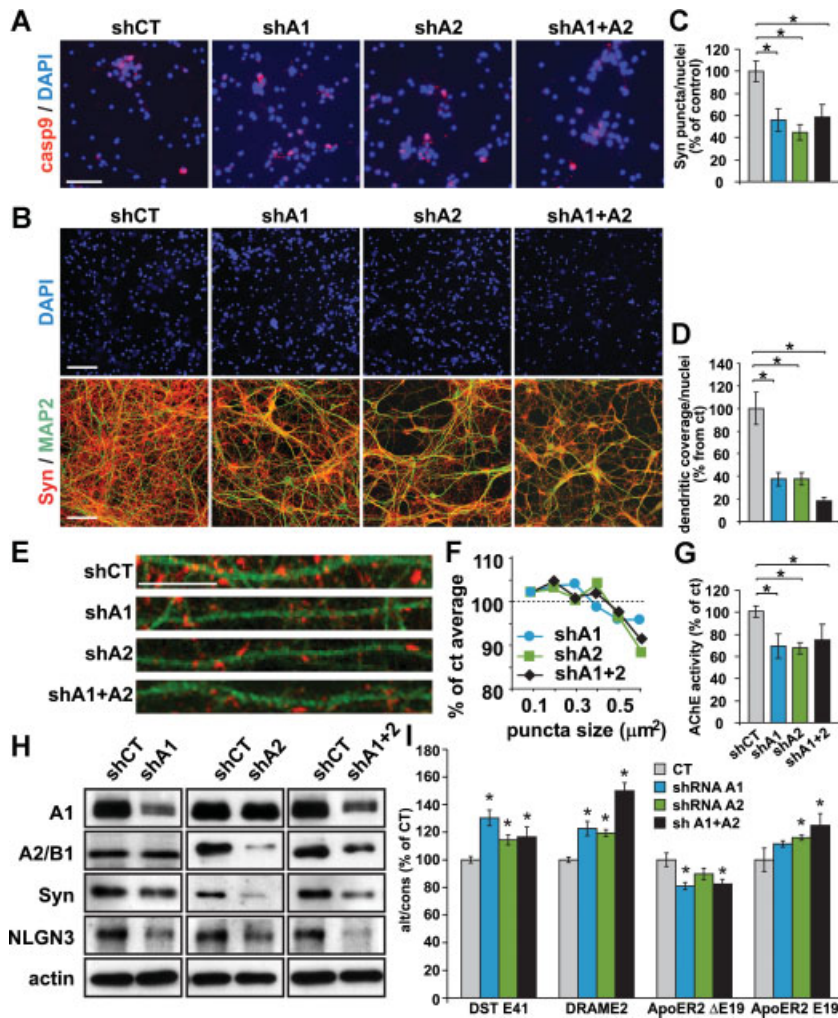 A
shCT
shA1
shA2
shA1+A2
casp9 / DAPI
B
shCT
shA1
shA2
shA1+A2
DAPI
Syn / MAP2
C
Syn puncta/nuclei
(% of control)
120
100
80
60
40
20
0
*
*
*
D
dendritic coverage/nuclei
(% from ct)
120
100
80
60
40
20
0
*
*
*
E
shCT
shA1
shA2
shA1+A2
F
% of ct average
105
100
90
80
0.1
0.3
0.5
puncta size (μm²)
shA1
shA2
shA1+2
G
AChE activity (% of ct)
120
100
80
60
40
20
0
*
*
*
shCT
shA1
shA2
shA1+2
H
shCT
shA1
shCT
shA2
shCT
shA1+2
A1
A2/B1
Syn
NLGN3
actin
I
alt/cons (% of CT)
180
160
140
120
100
80
60
40
20
0
CT
shRNA A1
shRNA A2
sh A1+A2
* * *
* * *
* *
* *
DST E41
DRAME2
ApoER2 ΔE19
ApoER2 E19